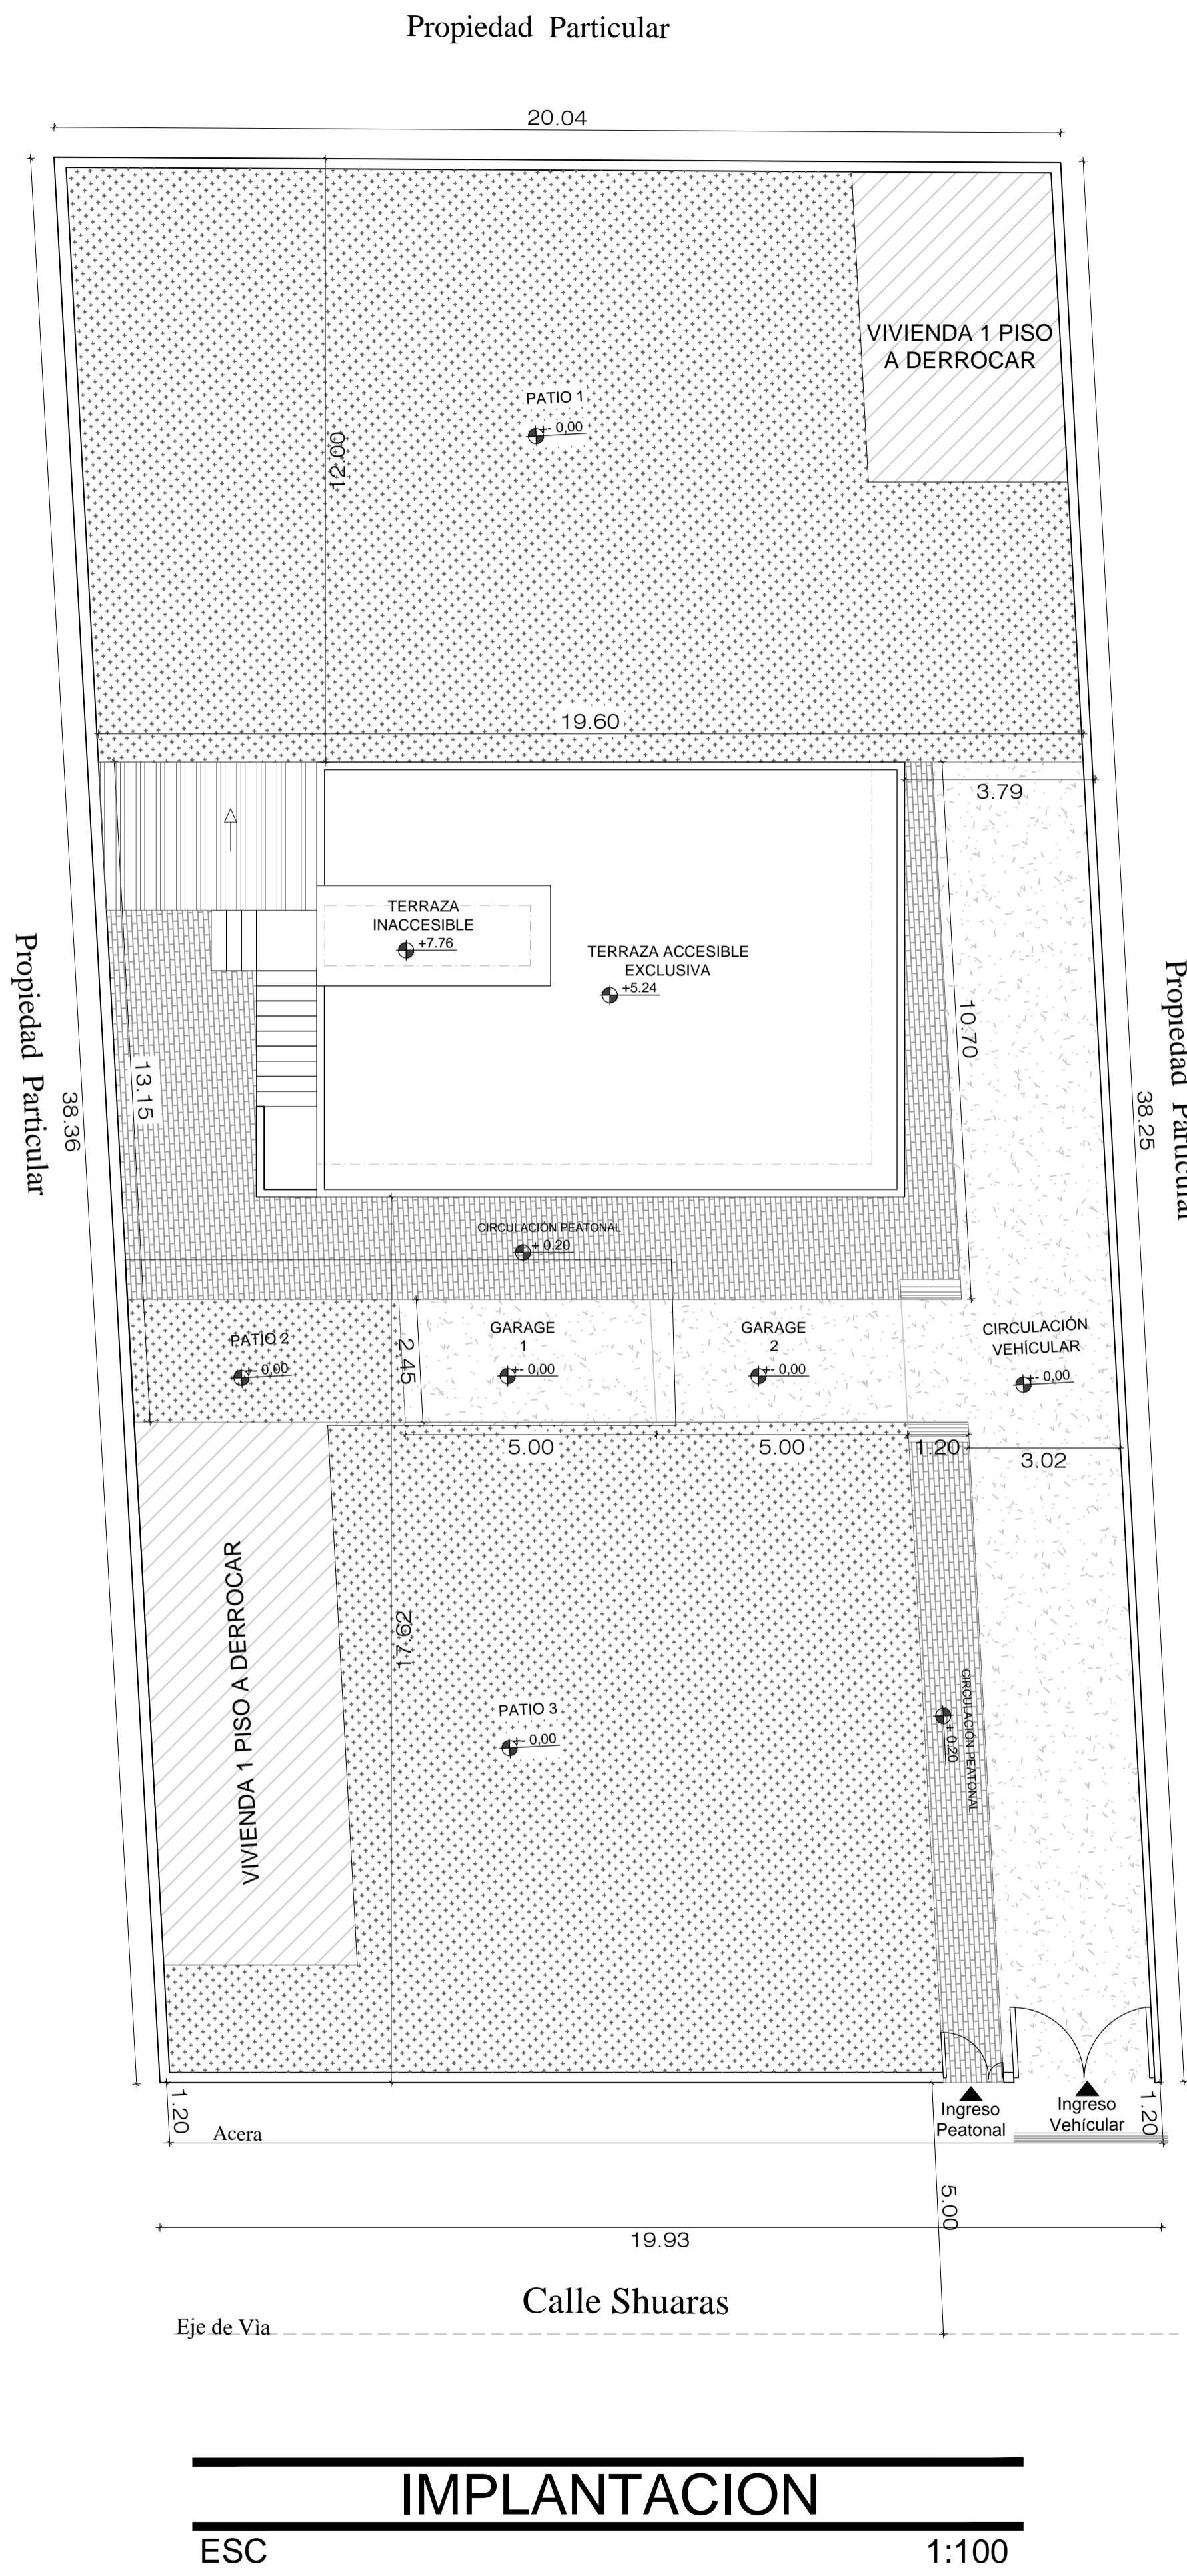 Propiedad Particular
20.04
VIVIENDA 1 PISO
A DERROCAR
PATIO 1
+- 0,00
12.00
19.60
3.79
TERRAZA
INACCESIBLE
+7.76
TERRAZA ACCESIBLE
EXCLUSIVA
+5.24
10.70
Propiedad Particular
38.36
13.15
38.25
Propiedad Particular
CIRCULACIÓN PEATONAL
+ 0.20
PATIO 2
+- 0,00
2.45
GARAGE
1
+- 0,00
GARAGE
2
+- 0,00
CIRCULACIÓN
VEHÍCULAR
+- 0,00
5.00
5.00
1.20
3.02
VIVIENDA 1 PISO A DERROCAR
17.62
PATIO 3
+- 0,00
CIRCULACIÓN PEATONAL
+ 0.20
1.20
Acera
Ingreso
Peatonal
Ingreso
Vehícular
1.20
5.00
19.93
Calle Shuaras
Eje de Vìa
IMPLANTACION
ESC 1:100